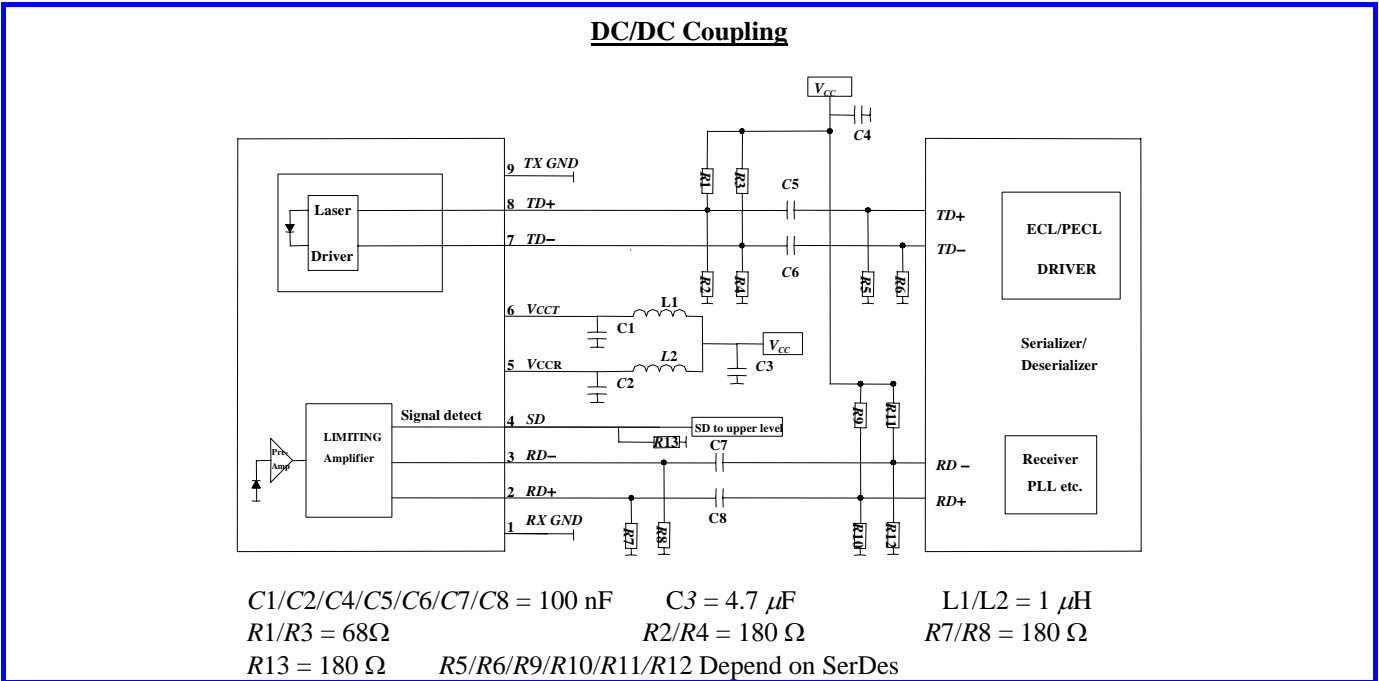 DC/DC Coupling
VCC
C4
9 TX GND
R1
R3
C5
Laser
Driver
8 TD+
TD+
7 TD−
TD−
ECL/PECL
DRIVER
C6
R2
R4
R5
R6
6 VCCT
L1
C1
VCC
C3
5 VCCR
L2
C2
Serializer/
Deserializer
R9
R11
Signal detect
4 SD
SD to upper level
R13
C7
LIMITING
Amplifier
Pre-
Amp
3 RD−
RD −
Receiver
PLL etc.
2 RD+
RD+
C8
1 RX GND
R7
R8
R10
R12
C1/C2/C4/C5/C6/C7/C8 = 100 nF C3 = 4.7 μF L1/L2 = 1 μH
R1/R3 = 68Ω R2/R4 = 180 Ω R7/R8 = 180 Ω
R13 = 180 Ω R5/R6/R9/R10/R11/R12 Depend on SerDes